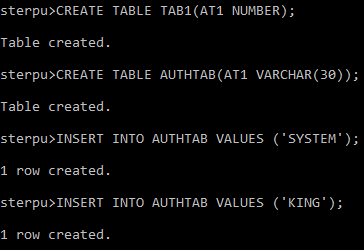 sterpu>CREATE TABLE TAB1(AT1 NUMBER);
Table created.
sterpu>CREATE TABLE AUTHTAB(AT1 VARCHAR(30));
Table created.
sterpu>INSERT INTO AUTHTAB VALUES ('SYSTEM');
1 row created.
sterpu>INSERT INTO AUTHTAB VALUES ('KING');
1 row created.